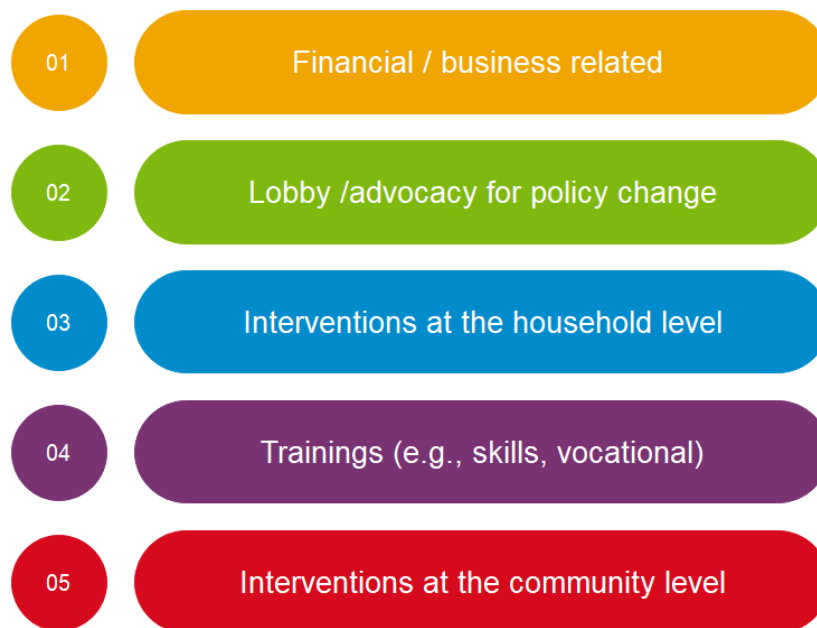 01 Financial / business related
02 Lobby /advocacy for policy change
03 Interventions at the household level
04 Trainings (e.g., skills, vocational)
05 Interventions at the community level